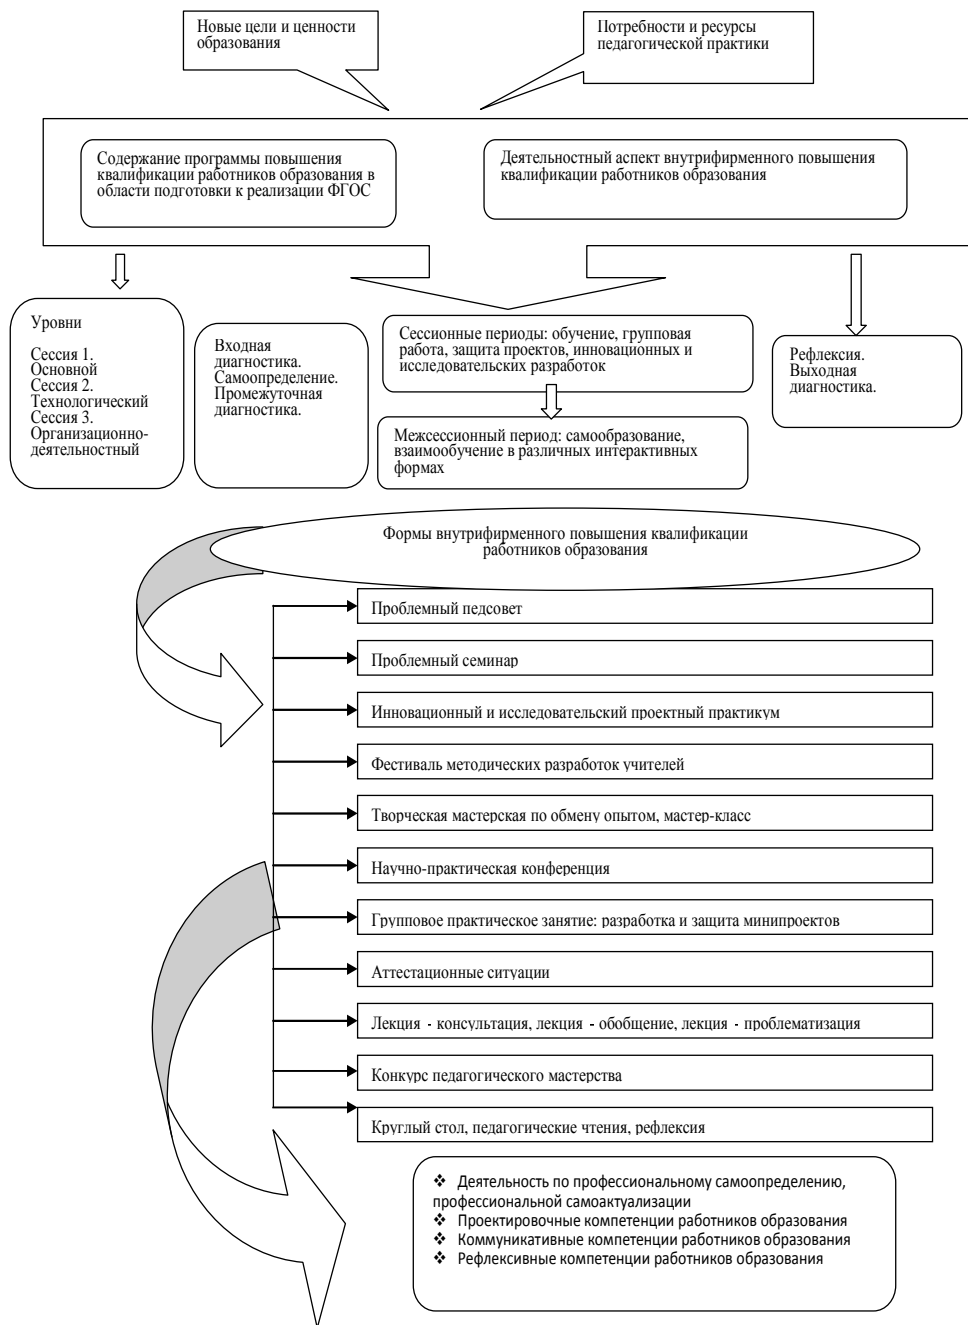 Новые цели и ценности
образования
Потребности и ресурсы
педагогической практики
Содержание программы повышения
квалификации работников образования в
области подготовки к реализации ФГОС
Деятельностный аспект внутрифирменного повышения
квалификации работников образования
Уровни
Сессия 1.
Основной
Сессия 2.
Технологический
Сессия 3.
Организационно-
деятельностный
Входная
диагностика.
Самоопределение.
Промежуточная
диагностика.
Сессионные периоды: обучение, групповая
работа, защита проектов, инновационных и
исследовательских разработок
Межсессионный период: самообразование,
взаимообучение в различных интерактивных
формах
Рефлексия.
Выходная
диагностика.
Формы внутрифирменного повышения квалификации
работников образования
Проблемный педсовет
Проблемный семинар
Инновационный и исследовательский проектный практикум
Фестиваль методических разработок учителей
Творческая мастерская по обмену опытом, мастер-класс
Научно-практическая конференция
Групповое практическое занятие: разработка и защита минипроектов
Аттестационные ситуации
Лекция - консультация, лекция - обобщение, лекция - проблематизация
Конкурс педагогического мастерства
Круглый стол, педагогические чтения, рефлексия
❖ Деятельность по профессиональному самоопределению,
профессиональной самоактуализации
❖ Проектировочные компетенции работников образования
❖ Коммуникативные компетенции работников образования
❖ Рефлексивные компетенции работников образования